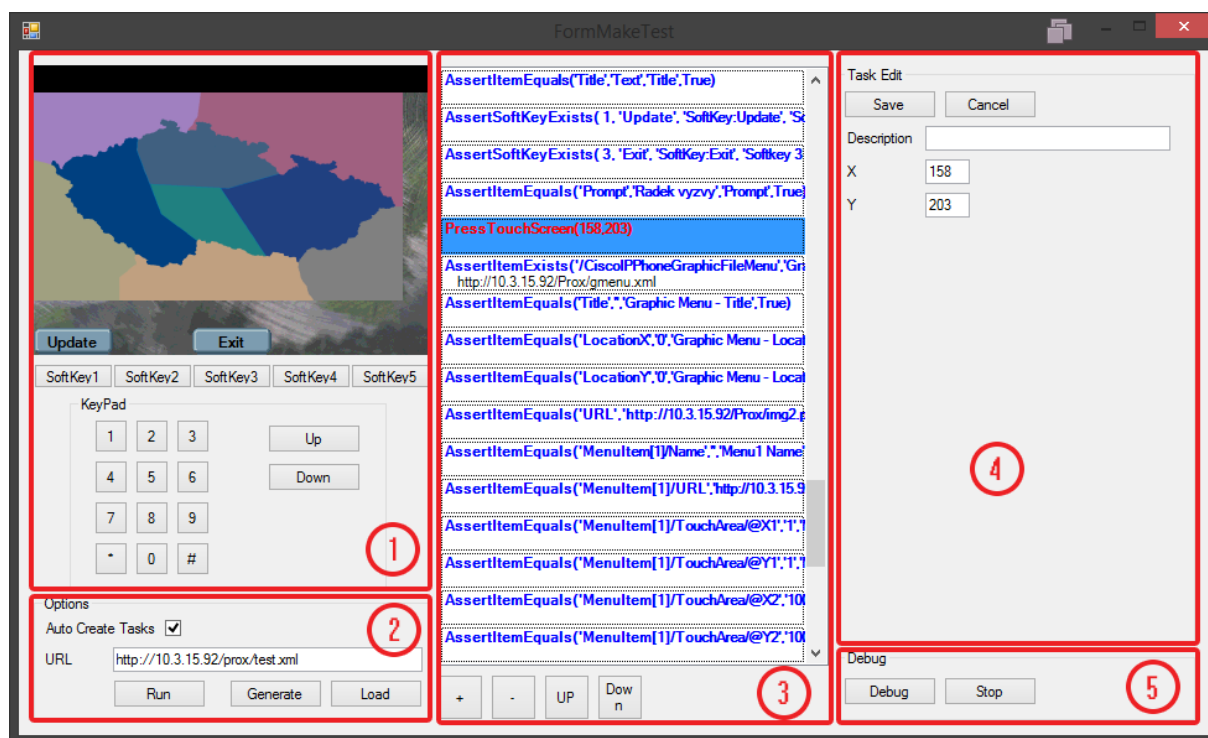 FormMakeTest
Update
Exit
SoftKey1 SoftKey2 SoftKey3 SoftKey4 SoftKey5
KeyPad
1 2 3 Up
4 5 6 Down
7 8 9
* 0 #
1
Options
Auto Create Tasks
URL http://10.3.15.92/prox/test.xml
Run Generate Load
2
AssertItemEquals('Title','Text','Title',True)
AssertSoftKeyExists( 1, 'Update', 'SoftKey:Update', 'So
AssertSoftKeyExists( 3, 'Exit', 'SoftKey:Exit', 'Softkey 3
AssertItemEquals('Prompt','Radek vyzvy','Prompt',True)
PressTouchScreen(158,203)
AssertItemExists('/CiscoIPPhoneGraphicFileMenu','Gra
http://10.3.15.92/Prox/gmenu.xml
AssertItemEquals('Title','','Graphic Menu - Title',True)
AssertItemEquals('LocationX','0','Graphic Menu - Locat
AssertItemEquals('LocationY','0','Graphic Menu - Locat
AssertItemEquals('URL','http://10.3.15.92/Prox/img2.p
AssertItemEquals('MenuItem[1]/Name','','Menu1 Name'
AssertItemEquals('MenuItem[1]/URL','http://10.3.15.9
AssertItemEquals('MenuItem[1]/TouchArea/@X1','1','
AssertItemEquals('MenuItem[1]/TouchArea/@Y1','1','
AssertItemEquals('MenuItem[1]/TouchArea/@X2','100
AssertItemEquals('MenuItem[1]/TouchArea/@Y2','100
+ - UP Dow
n
3
Task Edit
Save Cancel
Description
X 158
Y 203
4
Debug
Debug Stop
5